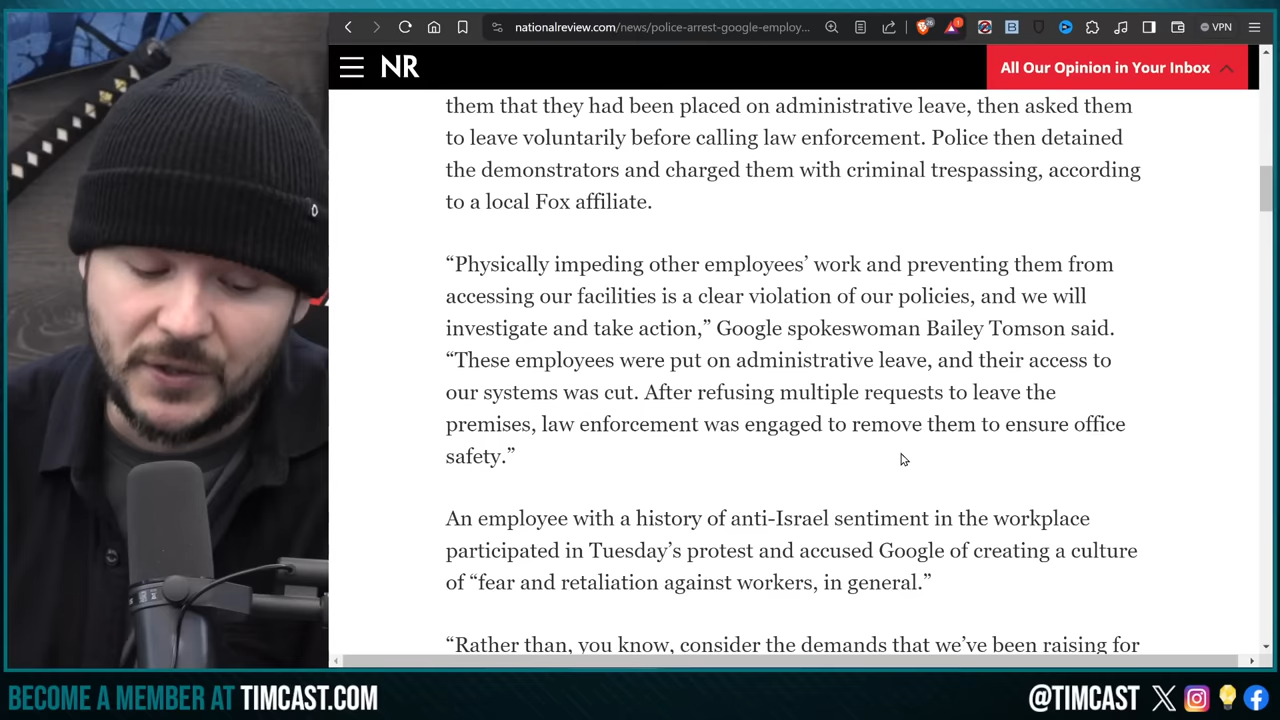 nationalreview.com/news/police-arrest-google-employ...
26
1
VPN
NR
All Our Opinion in Your Inbox
them that they had been placed on administrative leave, then asked them
to leave voluntarily before calling law enforcement. Police then detained
the demonstrators and charged them with criminal trespassing, according
to a local Fox affiliate.
“Physically impeding other employees’ work and preventing them from
accessing our facilities is a clear violation of our policies, and we will
investigate and take action,” Google spokeswoman Bailey Tomson said.
“These employees were put on administrative leave, and their access to
our systems was cut. After refusing multiple requests to leave the
premises, law enforcement was engaged to remove them to ensure office
safety.”
An employee with a history of anti-Israel sentiment in the workplace
participated in Tuesday’s protest and accused Google of creating a culture
of “fear and retaliation against workers, in general.”
“Rather than, you know, consider the demands that we’ve been raising for
BECOME A MEMBER AT TIMCAST.COM
@TIMCAST